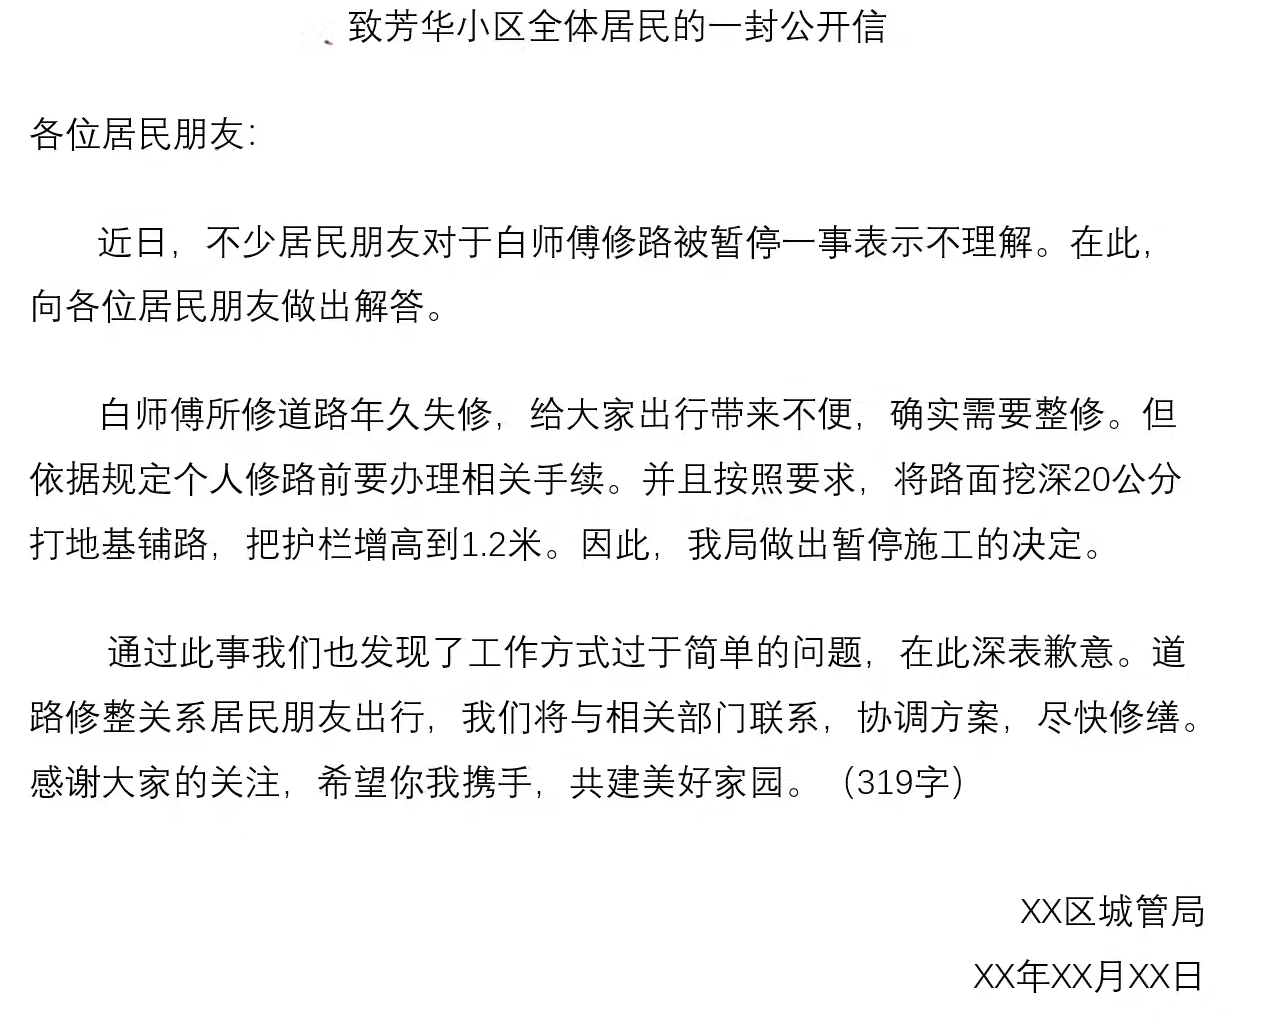 致芳华小区全体居民的一封公开信
各位居民朋友：
近日，不少居民朋友对于白师傅修路被暂停一事表示不理解。在此，
向各位居民朋友做出解答。
白师傅所修道路年久失修，给大家出行带来不便，确实需要整修。但
依据规定个人修路前要办理相关手续。并且按照要求，将路面挖深20公分
打地基铺路，把护栏增高到1.2米。因此，我局做出暂停施工的决定。
通过此事我们也发现了工作方式过于简单的问题，在此深表歉意。道
路修整关系居民朋友出行，我们将与相关部门联系，协调方案，尽快修缮。
感谢大家的关注，希望你我携手，共建美好家园。（319字）
XX区城管局
XX年XX月XX日